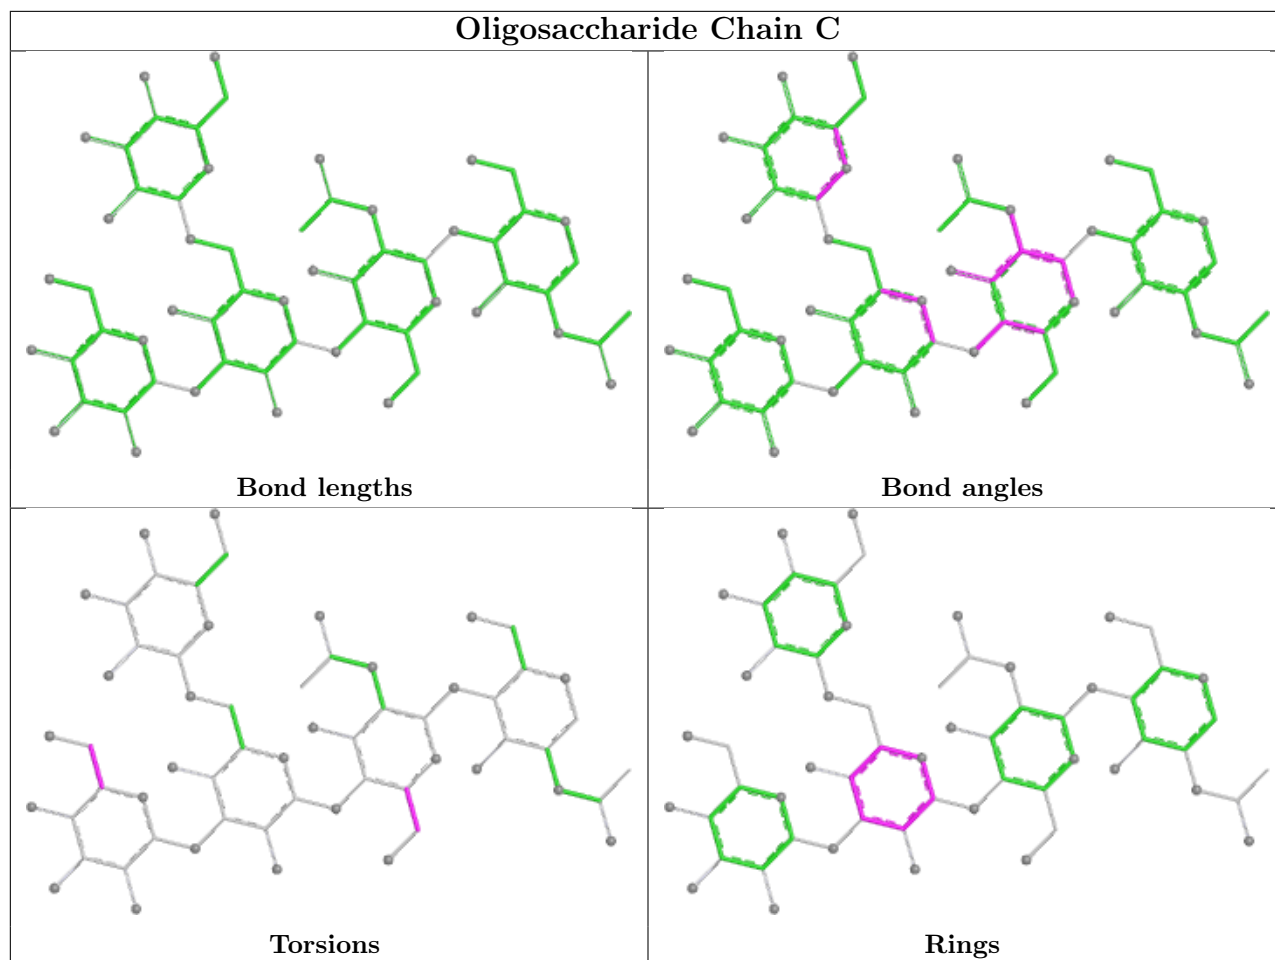 Oligosaccharide Chain C
Bond lengths
Bond angles
Torsions
Rings